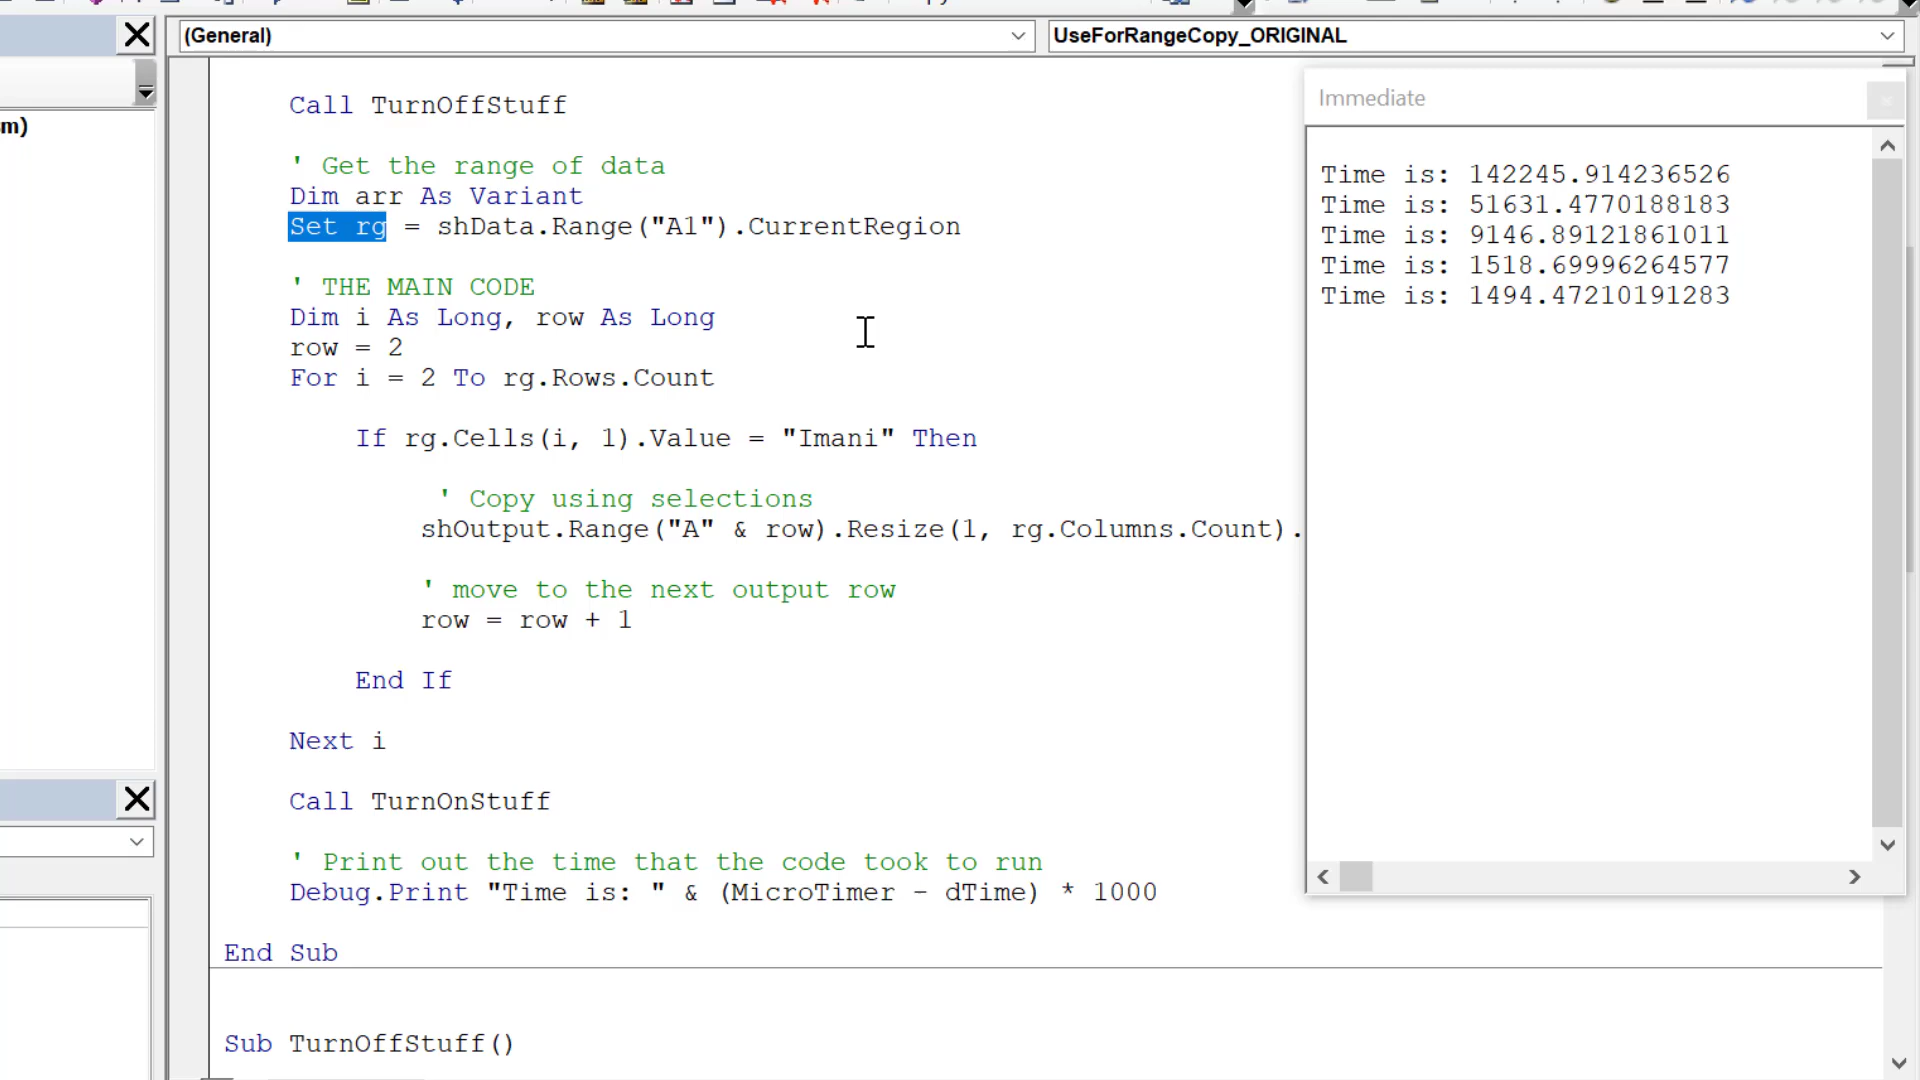 (General)
UseForRangeCopy_ORIGINAL
m)
Call TurnOffStuff
' Get the range of data
Dim arr As Variant
Set rg = shData.Range("A1").CurrentRegion
' THE MAIN CODE
Dim i As Long, row As Long
row = 2
For i = 2 To rg.Rows.Count
If rg.Cells(i, 1).Value = "Imani" Then
' Copy using selections
shOutput.Range("A" & row).Resize(1, rg.Columns.Count).
' move to the next output row
row = row + 1
End If
Next i
Call TurnOnStuff
' Print out the time that the code took to run
Debug.Print "Time is: " & (MicroTimer - dTime) * 1000
End Sub
Sub TurnOffStuff()
Immediate
Time is: 142245.914236526
Time is: 51631.4770188183
Time is: 9146.89121861011
Time is: 1518.69996264577
Time is: 1494.47210191283